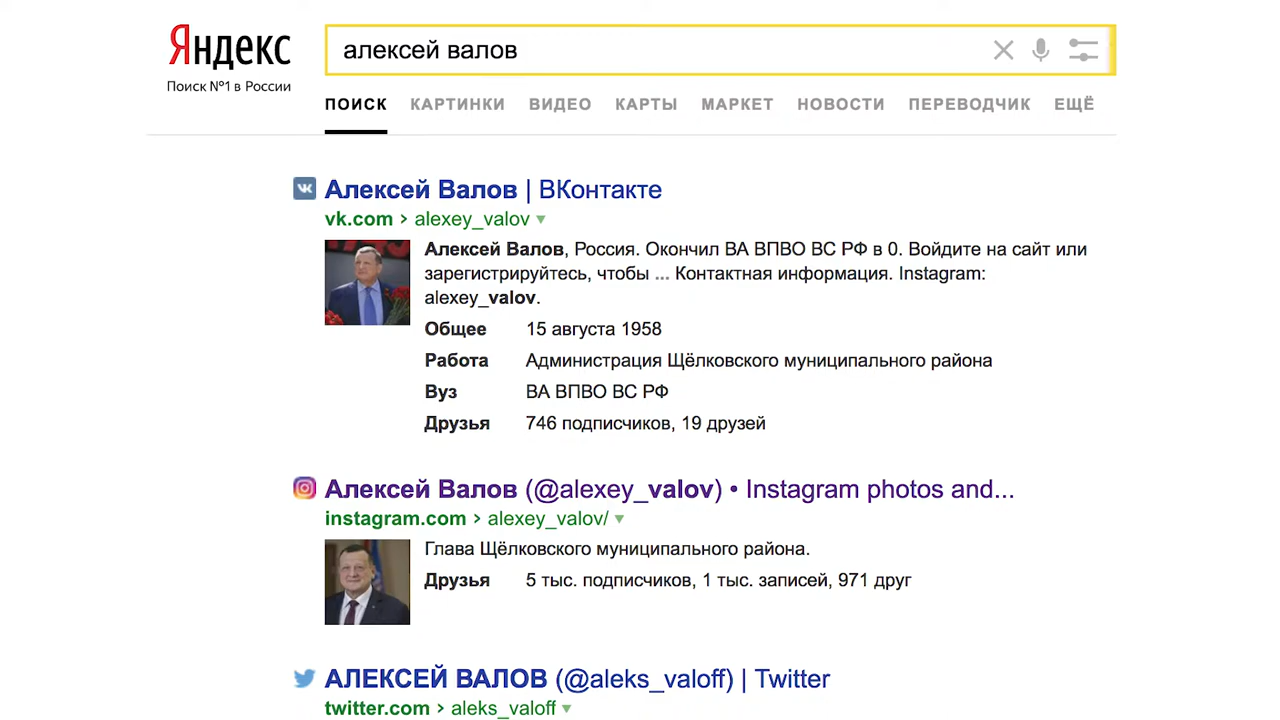 Яндекс
алексей валов
Поиск №1 в России
ПОИСК КАРТИНКИ ВИДЕО КАРТЫ МАРКЕТ НОВОСТИ ПЕРЕВОДЧИК ЕЩЁ
Алексей Валов | ВКонтакте
vk.com › alexey_valov
Алексей Валов, Россия. Окончил ВА ВПВО ВС РФ в 0. Войдите на сайт или
зарегистрируйтесь, чтобы ... Контактная информация. Instagram:
alexey_valov.
Общее 15 августа 1958
Работа Администрация Щёлковского муниципального района
Вуз ВА ВПВО ВС РФ
Друзья 746 подписчиков, 19 друзей
Алексей Валов (@alexey_valov) • Instagram photos and...
instagram.com › alexey_valov/
Глава Щёлковского муниципального района.
Друзья 5 тыс. подписчиков, 1 тыс. записей, 971 друг
АЛЕКСЕЙ ВАЛОВ (@aleks_valoff) | Twitter
twitter.com › aleks_valoff